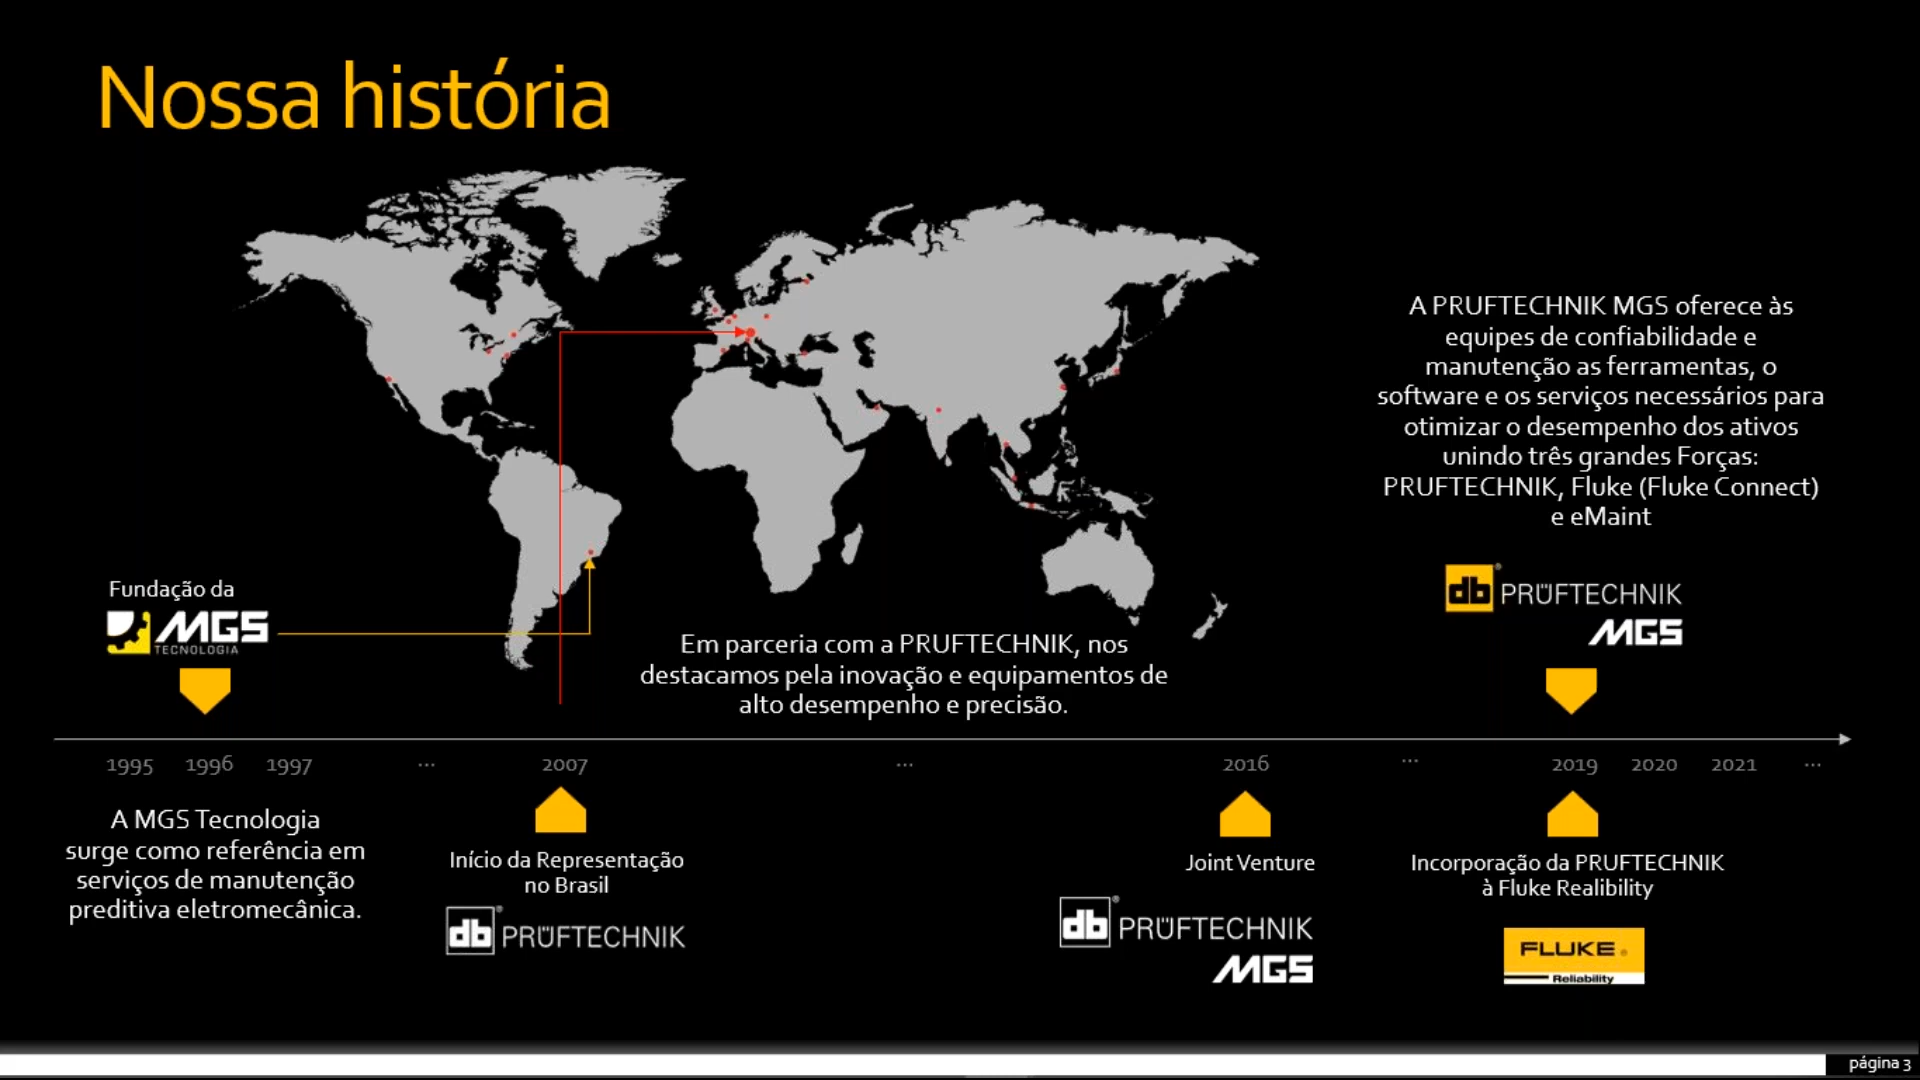 Nossa história
A PRUFTECHNIK MGS oferece às
equipes de confiabilidade e
manutenção as ferramentas, o
software e os serviços necessários para
otimizar o desempenho dos ativos
unindo três grandes Forças:
PRUFTECHNIK, Fluke (Fluke Connect)
e eMaint
db® PRÜFTECHNIK
MGS
Fundação da
MGS
TECNOLOGIA
Em parceria com a PRUFTECHNIK, nos
destacamos pela inovação e equipamentos de
alto desempenho e precisão.
1995 1996 1997 ... 2007 ... 2016 ... 2019 2020 2021 ...
A MGS Tecnologia
surge como referência em
serviços de manutenção
preditiva eletromecânica.
Início da Representação
no Brasil
db® PRÜFTECHNIK
Joint Venture
db® PRÜFTECHNIK
MGS
Incorporação da PRUFTECHNIK
à Fluke Realibility
FLUKE®
Reliability
página 3